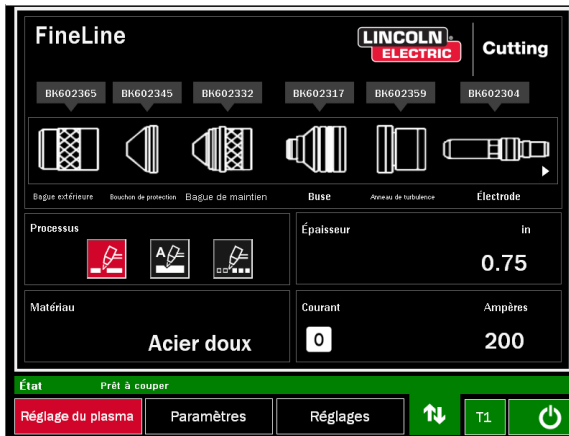 FineLine
LINCOLN ELECTRIC
Cutting
BK602365 BK602345 BK602332 BK602317 BK602359 BK602304
Bague extérieure Bouchon de protection Bague de maintien Buse Anneau de turbulence Électrode
Processus
A
Épaisseur in
0.75
Matériau
Acier doux
Courant Ampères
0 200
État Prêt à couper
Réglage du plasma Paramètres Réglages T1